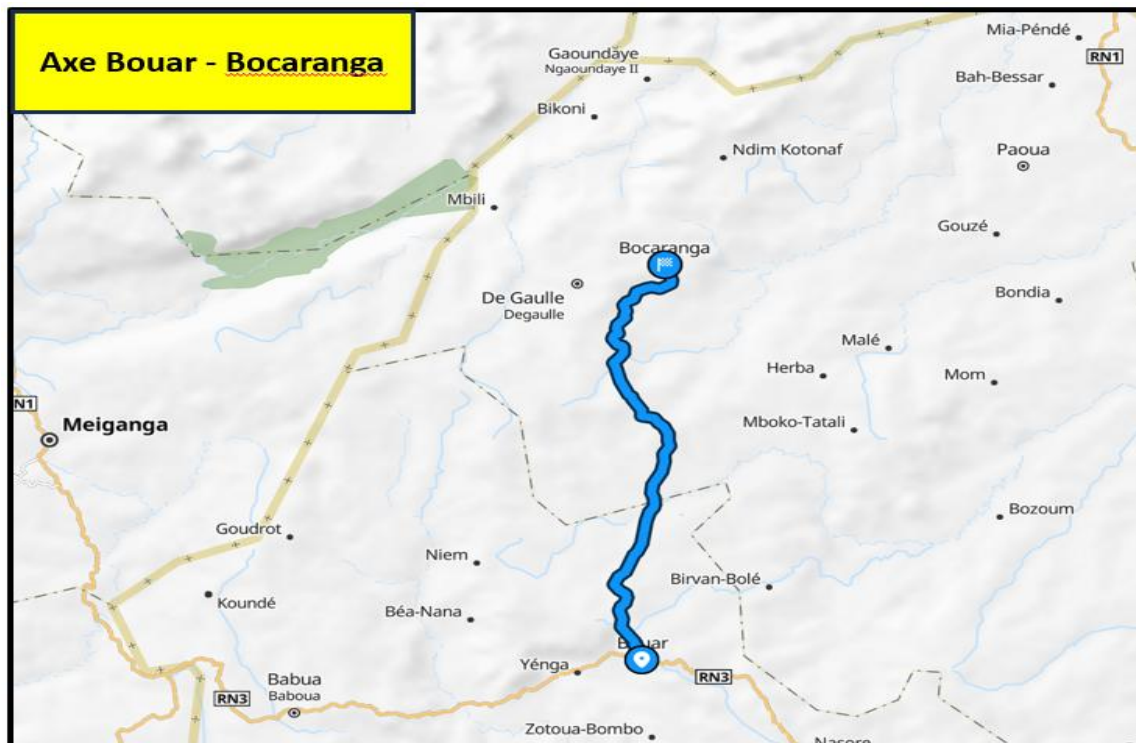 Axe Bouar - Bocaranga
Mia-Péndé
RN1
Gaoundaye
Ngaoundaye II
Bah-Bessar
Bikoni
Ndim Kotonaf
Paoua
Mbili
Gouzé
Bocaranga
De Gaulle
Degaulle
Bondia
Malé
Herba
Mom
N1
Meiganga
Mboko-Tatali
Bozoum
Goudrot
Niem
Birvan-Bolé
Koundé
Béa-Nana
Bouar
Yénga
RN3
Babua
Baboua
RN3
Zotoua-Bombo